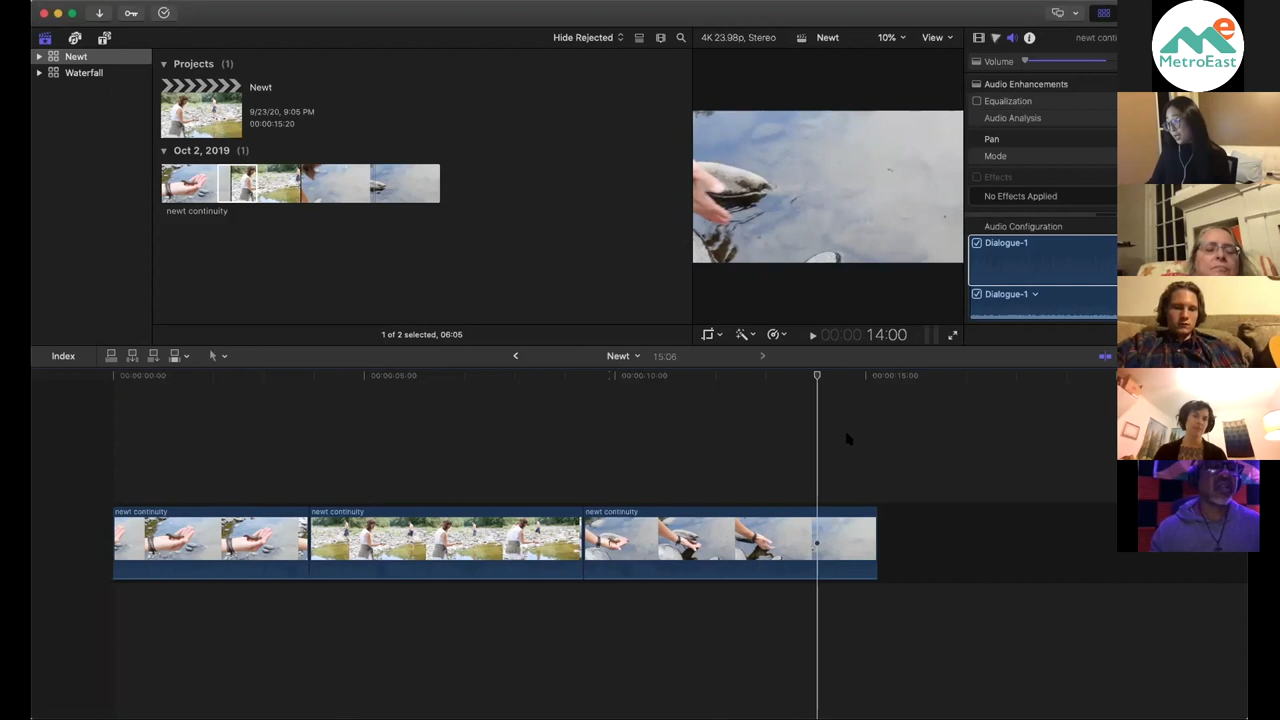 Hide Rejected
4K 23.98p, Stereo
Newt
10%
View
newt conti
Newt
Waterfall
Projects (1)
Newt
9/23/20, 9:05 PM
00:00:15:20
Oct 2, 2019 (1)
newt continuity
1 of 2 selected, 06:05
00:00 14:00
Volume
Audio Enhancements
Equalization
Audio Analysis
Pan
Mode
Effects
No Effects Applied
Audio Configuration
Dialogue-1
Dialogue-1
e
MetroEast
Index
Newt
15:06
00:00:00:00
00:00:05:00
00:00:10:00
00:00:15:00
newt continuity
newt continuity
newt continuity